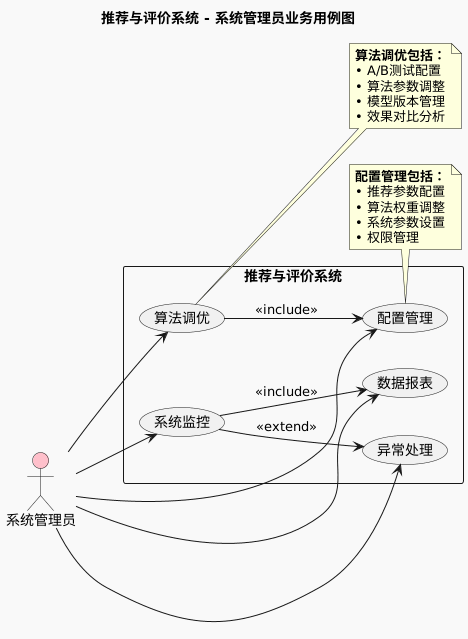 推荐与评价系统 - 系统管理员业务用例图
算法调优包括：
• A/B测试配置
• 算法参数调整
• 模型版本管理
• 效果对比分析
配置管理包括：
• 推荐参数配置
• 算法权重调整
• 系统参数设置
• 权限管理
推荐与评价系统
算法调优
«include»
配置管理
数据报表
«include»
系统监控
«extend»
异常处理
系统管理员